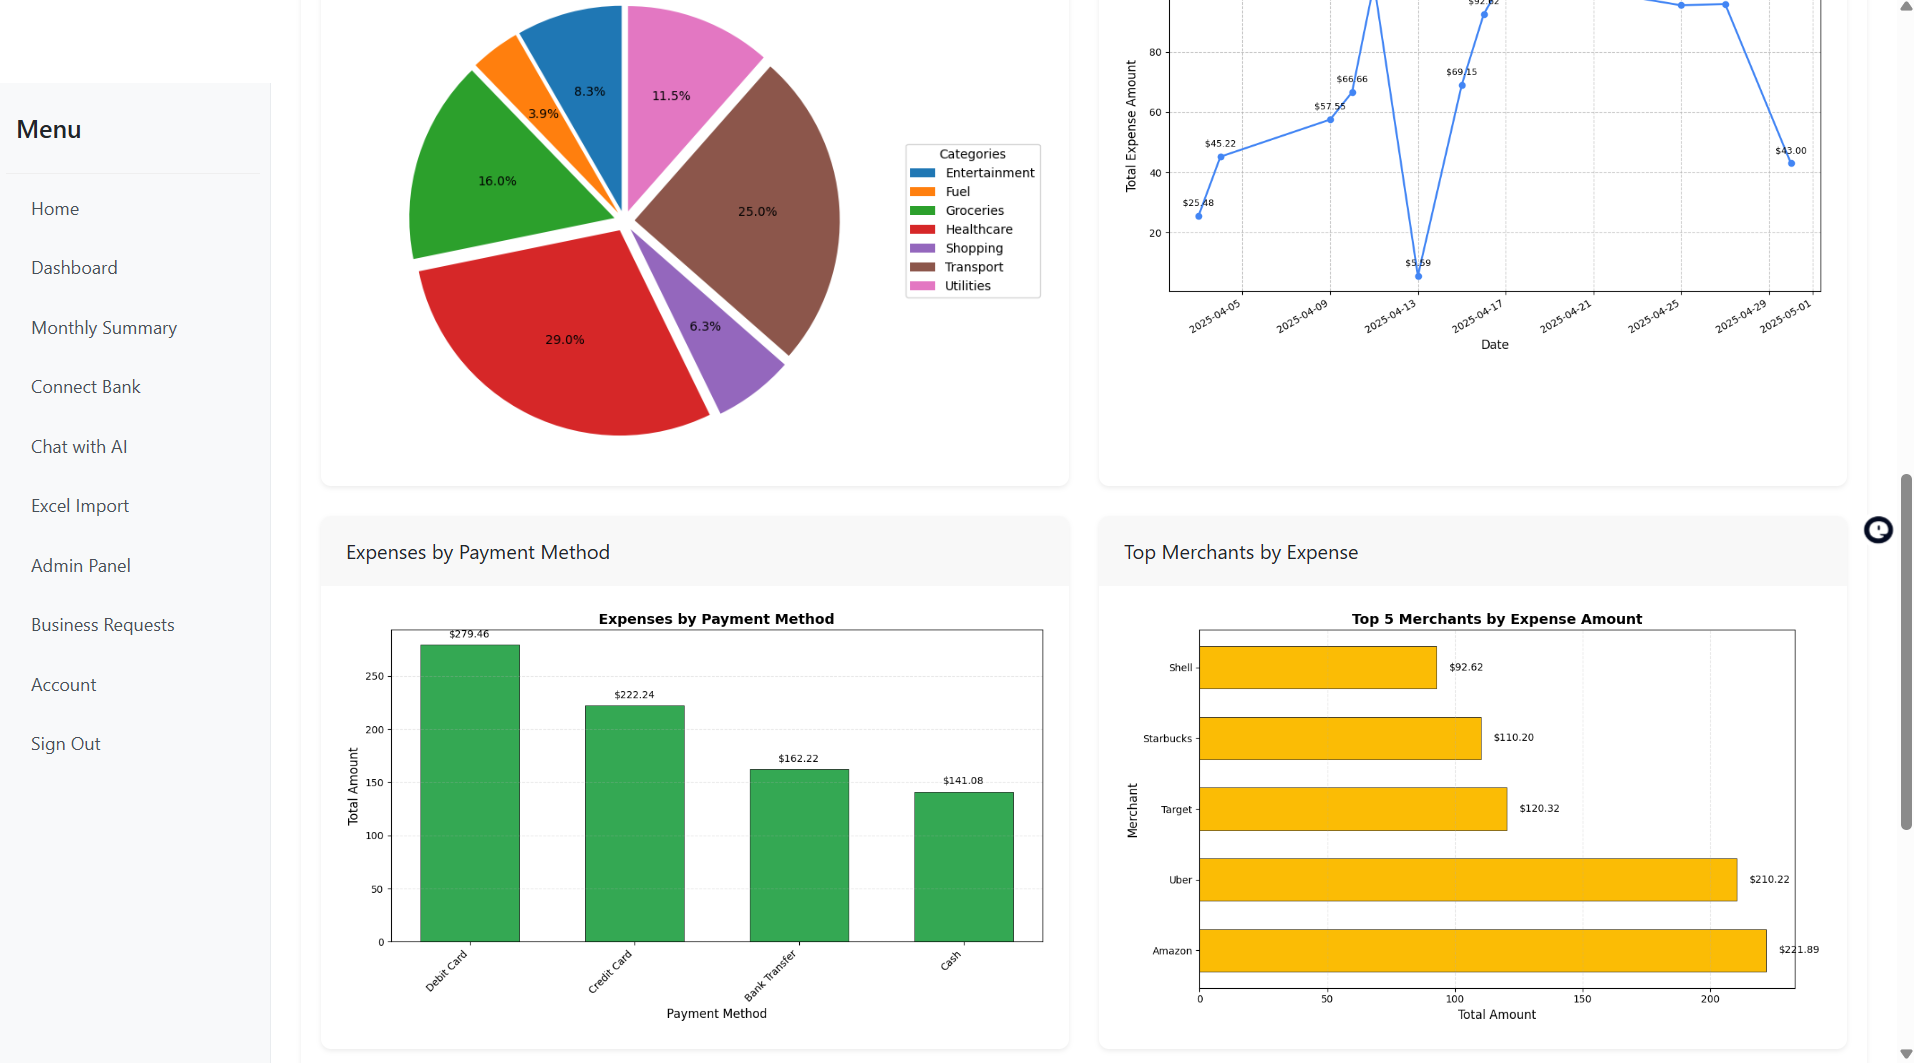 Menu
Home
Dashboard
Monthly Summary
Connect Bank
Chat with AI
Excel Import
Admin Panel
Business Requests
Account
Sign Out
8.3%
11.5%
3.9%
16.0%
25.0%
6.3%
29.0%
Categories
Entertainment
Fuel
Groceries
Healthcare
Shopping
Transport
Utilities
$92.62
80
$69.15
$66.66
60
$57.55
Total Expense Amount
$45.22
$43.00
40
$25.48
20
$5.59
2025-04-05
2025-04-09
2025-04-13
2025-04-17
2025-04-21
2025-04-25
2025-04-29
2025-05-01
Date
Expenses by Payment Method
Expenses by Payment Method
$279.46
250
$222.24
200
$162.22
150
$141.08
100
50
0
Total Amount
Debit Card
Credit Card
Bank Transfer
Cash
Payment Method
Top Merchants by Expense
Top 5 Merchants by Expense Amount
Shell
$92.62
Starbucks
$110.20
Target
$120.32
Merchant
Uber
$210.22
Amazon
$221.89
0
50
100
150
200
Total Amount